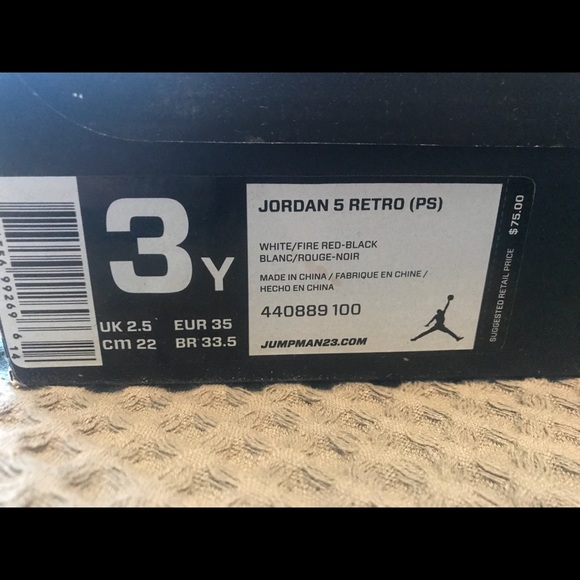 3Y
UK 2.5 EUR 35
CM 22 BR 33.5
JORDAN 5 RETRO (PS)
WHITE/FIRE RED-BLACK
BLANC/ROUGE-NOIR
MADE IN CHINA / FABRIQUE EN CHINE /
HECHO EN CHINA
440889 100
JUMPMAN23.COM
SUGGESTED RETAIL PRICE $75.00